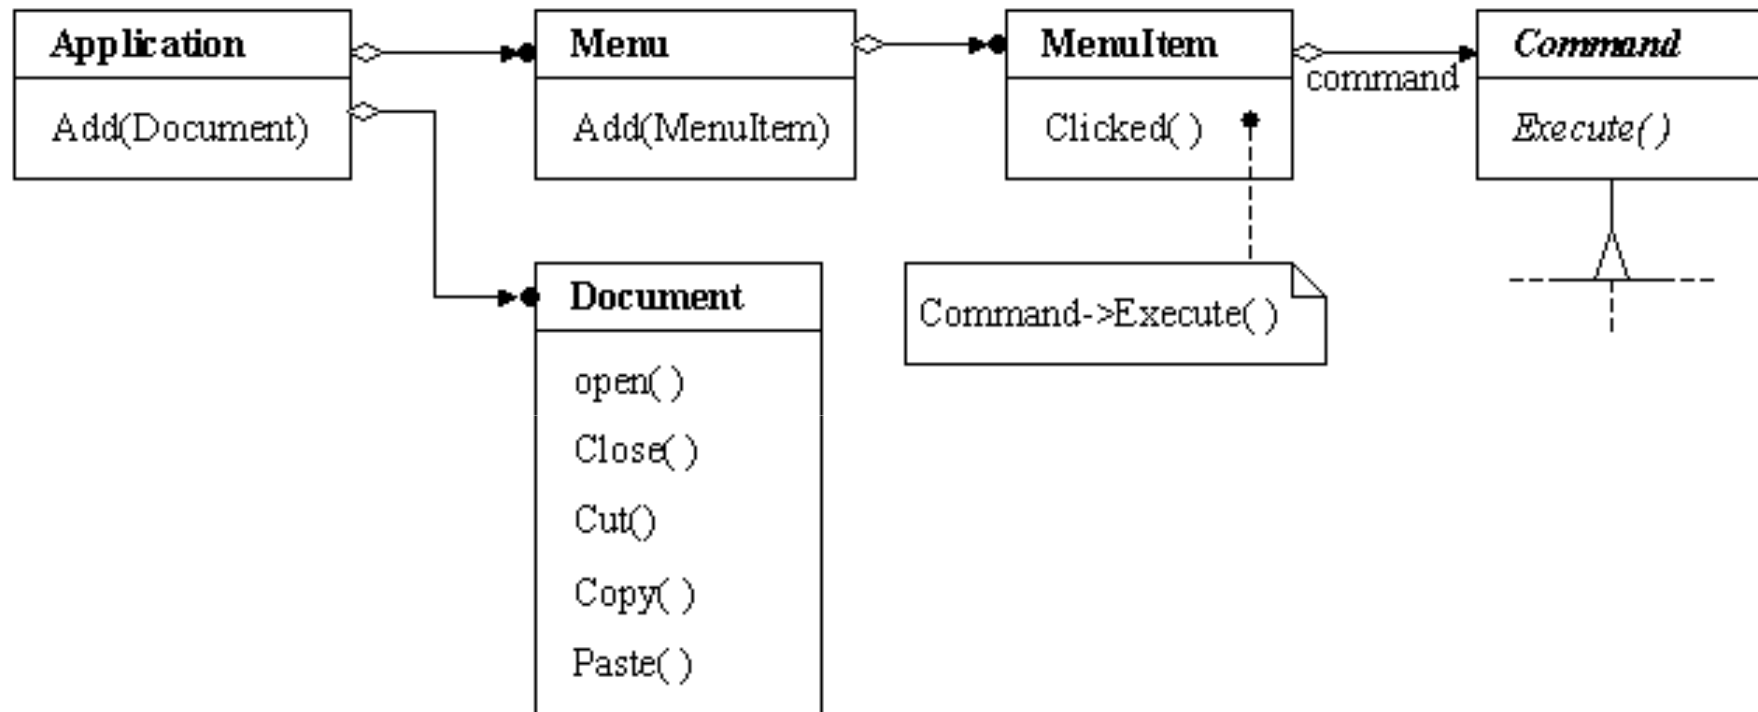 Application
Add(Document)
Menu
Add(MenuItem)
MenuItem
Clicked( )
command
Command
Execute( )
Command->Execute( )
Document
open( )
Close( )
Cut()
Copy( )
Paste( )